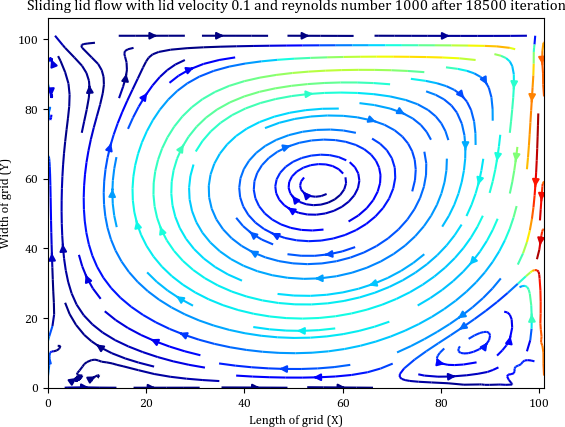 Sliding lid flow with lid velocity 0.1 and reynolds number 1000 after 18500 iteration
100
80
60
40
20
0
Width of grid (Y)
0 20 40 60 80 100
Length of grid (X)